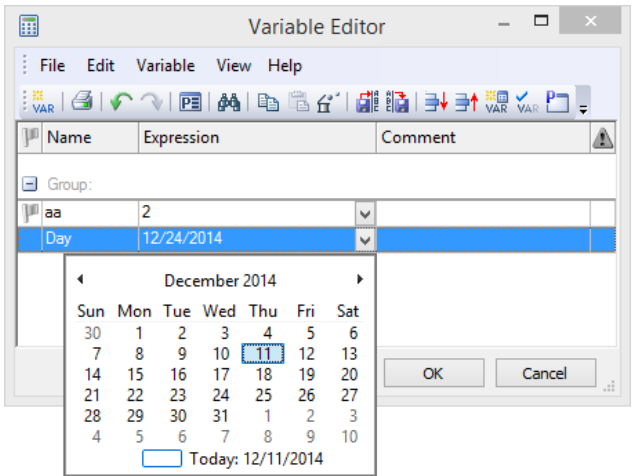 Variable Editor
File Edit Variable View Help
VAR PE VAR VAR P
Name Expression Comment
Group:
aa 2
Day 12/24/2014
December 2014
Sun Mon Tue Wed Thu Fri Sat
30 1 2 3 4 5 6
7 8 9 10 11 12 13
14 15 16 17 18 19 20
21 22 23 24 25 26 27
28 29 30 31 1 2 3
4 5 6 7 8 9 10
Today: 12/11/2014
OK Cancel